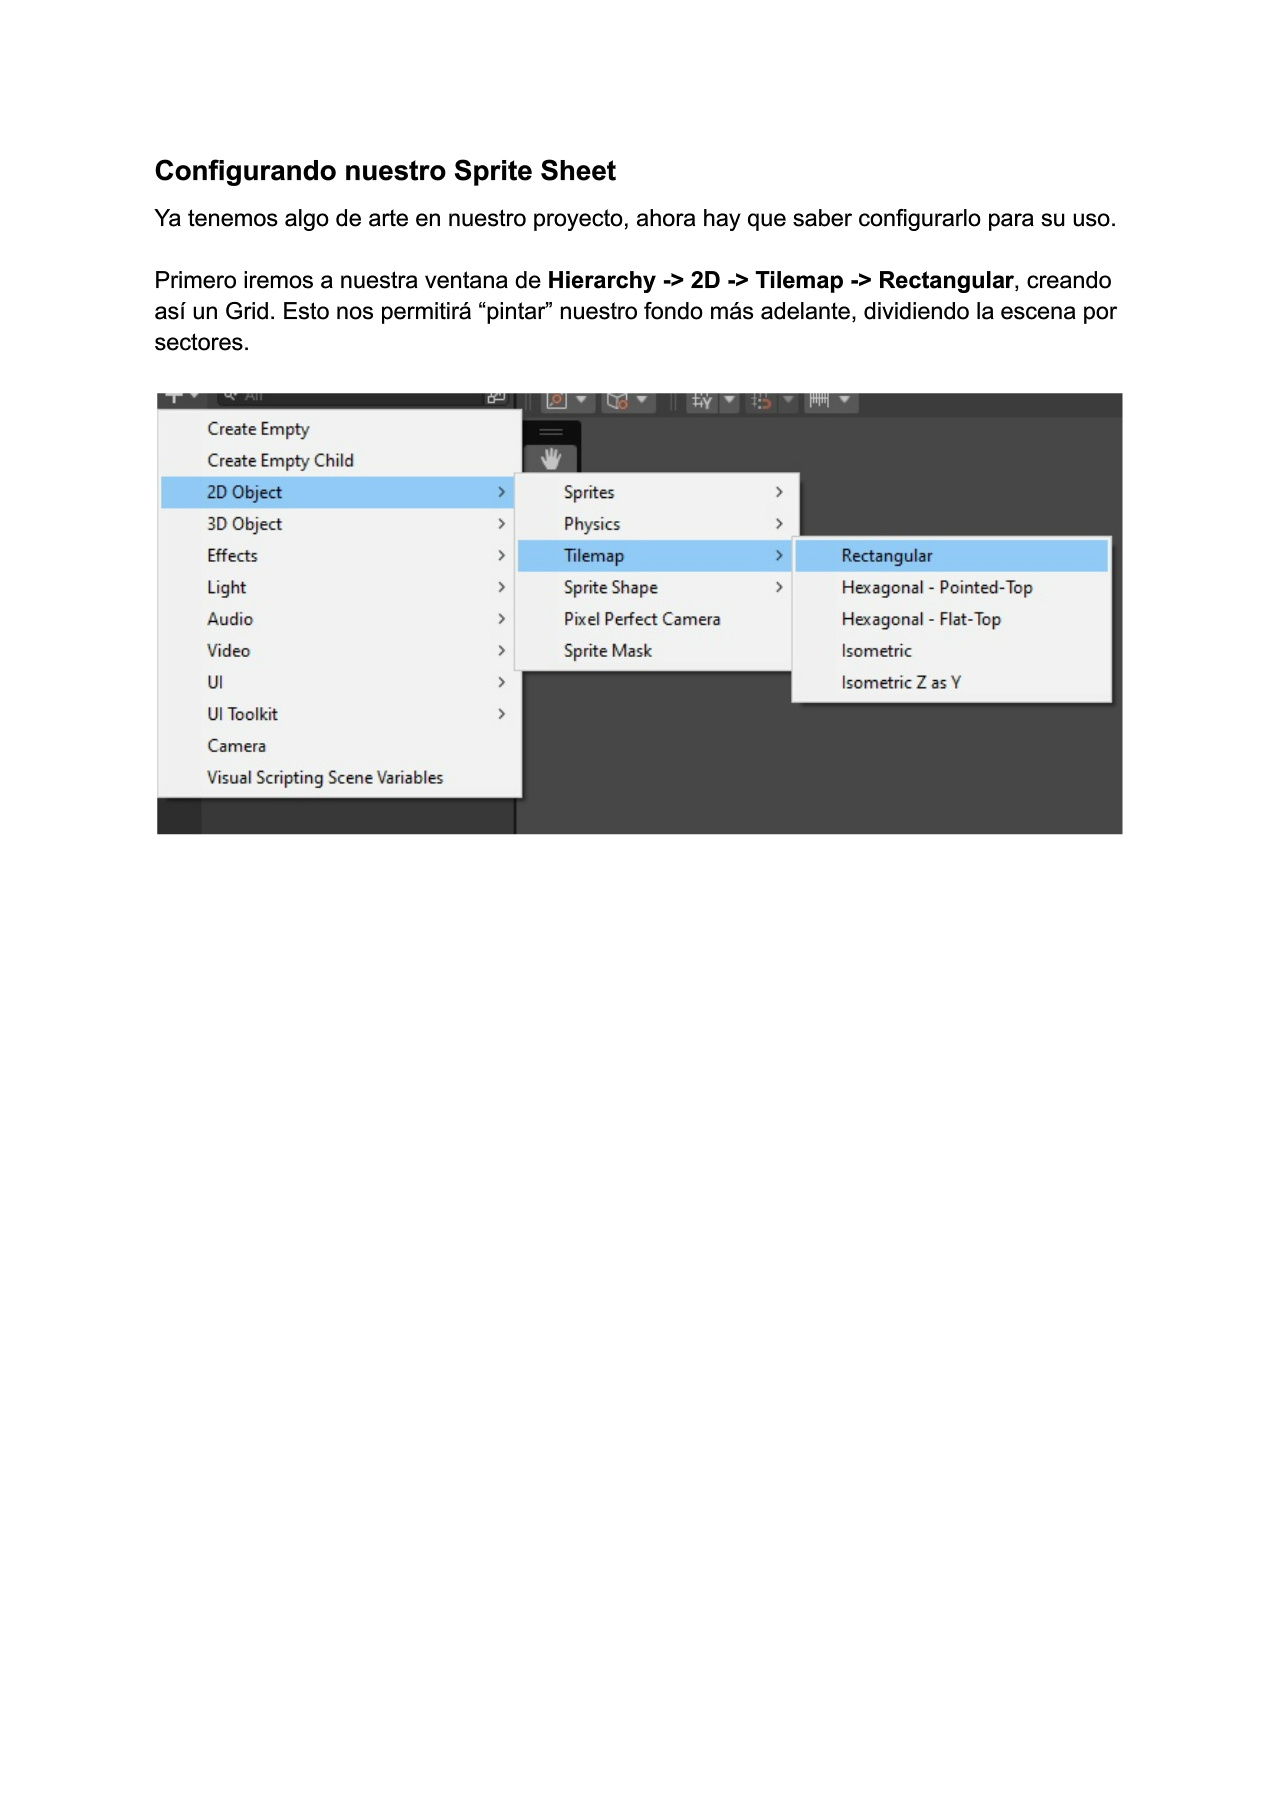 Configurando nuestro Sprite Sheet
Ya tenemos algo de arte en nuestro proyecto, ahora hay que saber configurarlo para su uso.
Primero iremos a nuestra ventana de Hierarchy -> 2D -> Tilemap -> Rectangular, creando
así un Grid. Esto nos permitirá “pintar” nuestro fondo más adelante, dividiendo la escena por
sectores.
All
Create Empty
Create Empty Child
2D Object
3D Object
Effects
Light
Audio
Video
UI
UI Toolkit
Camera
Visual Scripting Scene Variables
Sprites
Physics
Tilemap
Sprite Shape
Pixel Perfect Camera
Sprite Mask
Rectangular
Hexagonal - Pointed-Top
Hexagonal - Flat-Top
Isometric
Isometric Z as Y